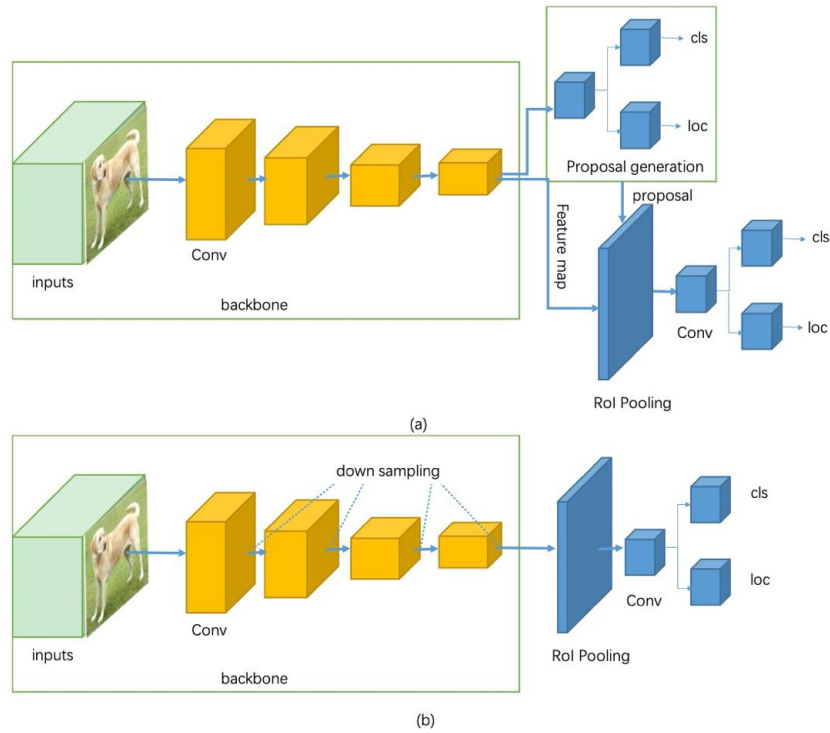 cls
loc
Proposal generation
proposal
Feature map
Conv
inputs
backbone
cls
Conv
loc
RoI Pooling
(a)
down sampling
cls
loc
Conv
Conv
inputs
RoI Pooling
backbone
(b)